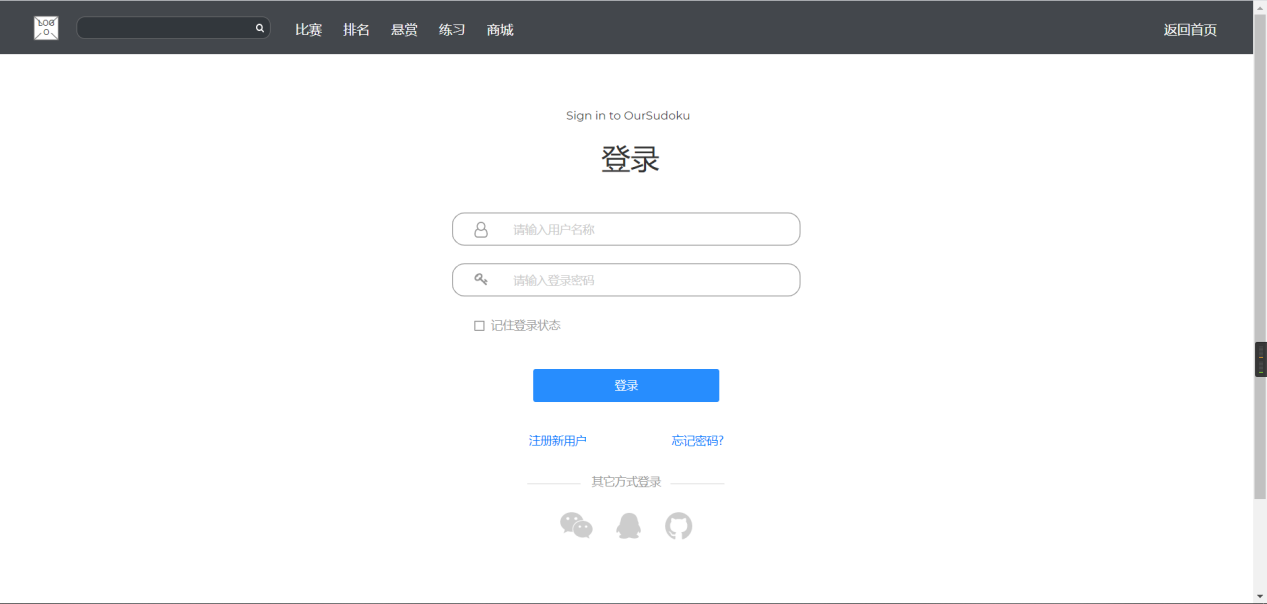 LOG
O
比赛 排名 悬赏 练习 商城 返回首页
Sign in to OurSudoku
登录
请输入用户名称
请输入登录密码
记住登录状态
登录
注册新用户 忘记密码?
其它方式登录